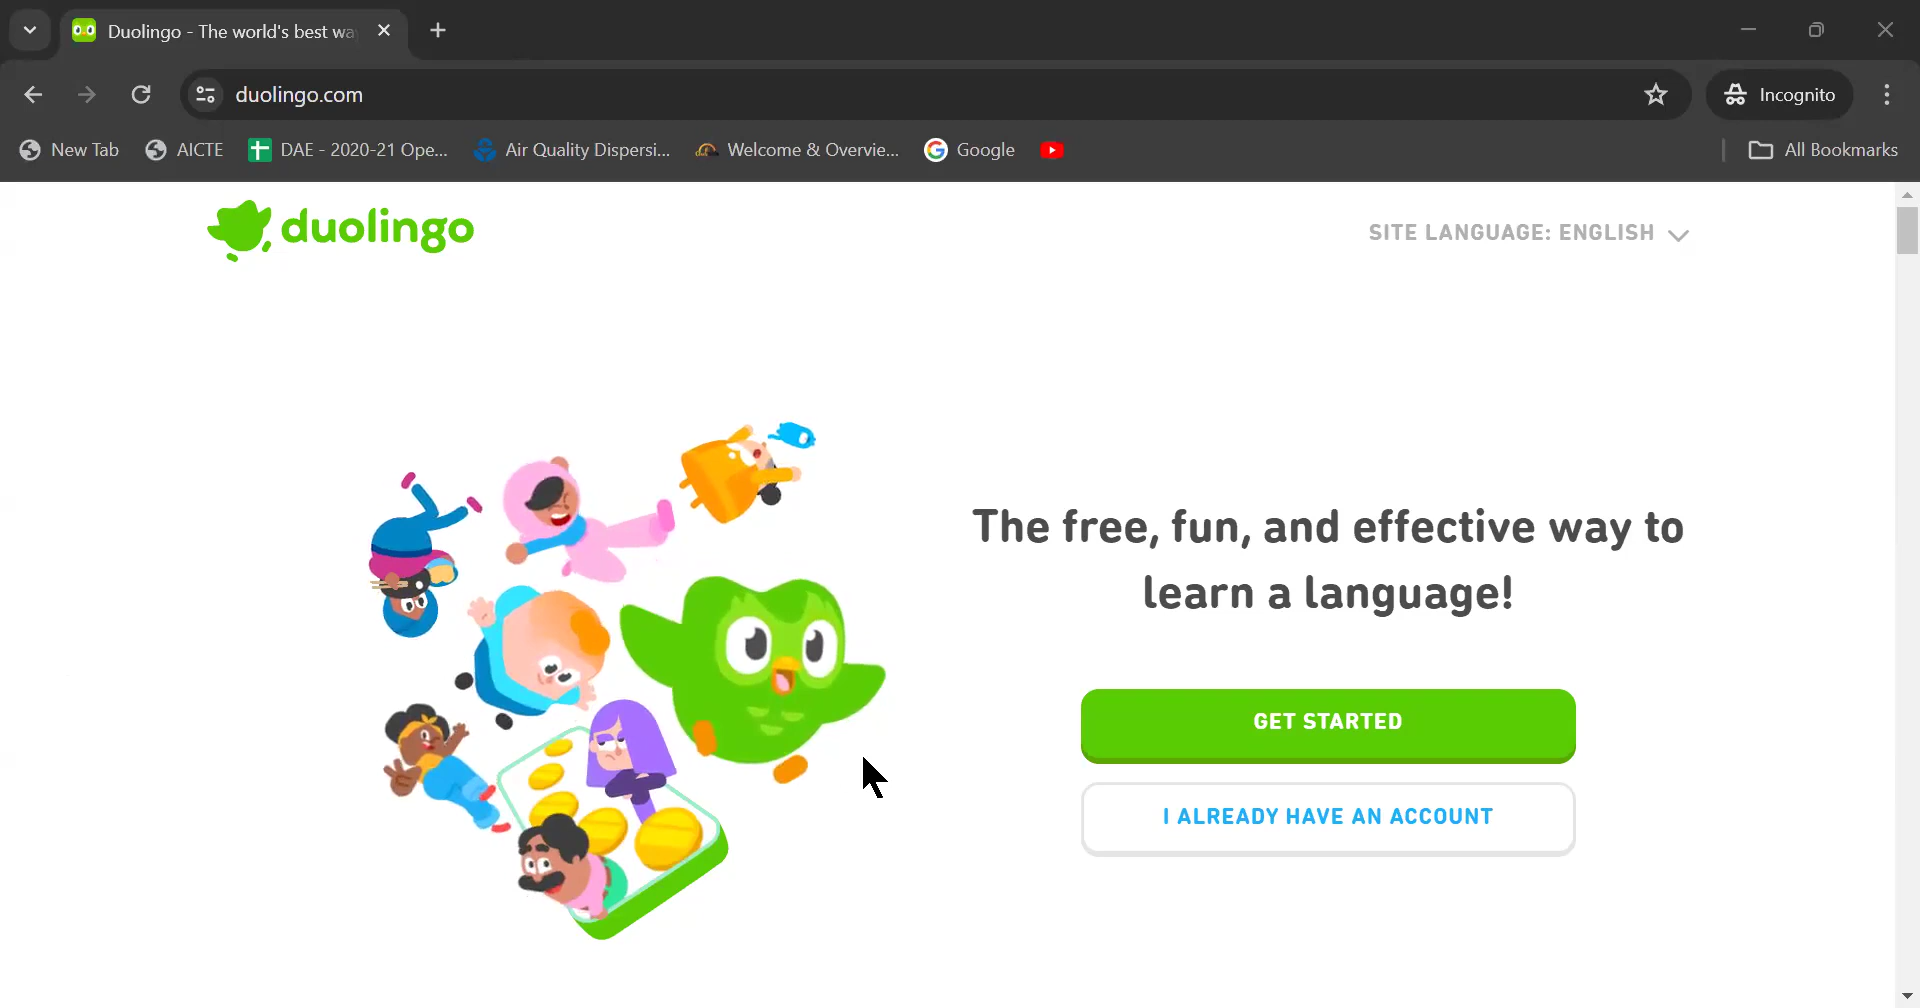 Duolingo - The world's best wa
duolingo.com
Incognito
New Tab
AICTE
DAE - 2020-21 Ope...
Air Quality Dispersi...
Welcome & Overvie...
Google
All Bookmarks
duolingo
SITE LANGUAGE: ENGLISH
The free, fun, and effective way to
learn a language!
GET STARTED
I ALREADY HAVE AN ACCOUNT